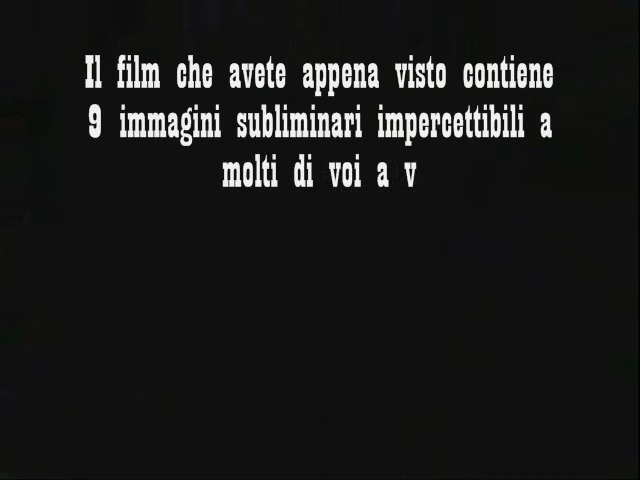 Il film che avete appena visto contiene
9 immagini subliminari impercettibili a
molti di voi a v